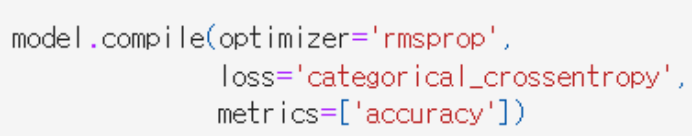 model.compile(optimizer='rmsprop',
              loss='categorical_crossentropy',
              metrics=['accuracy'])